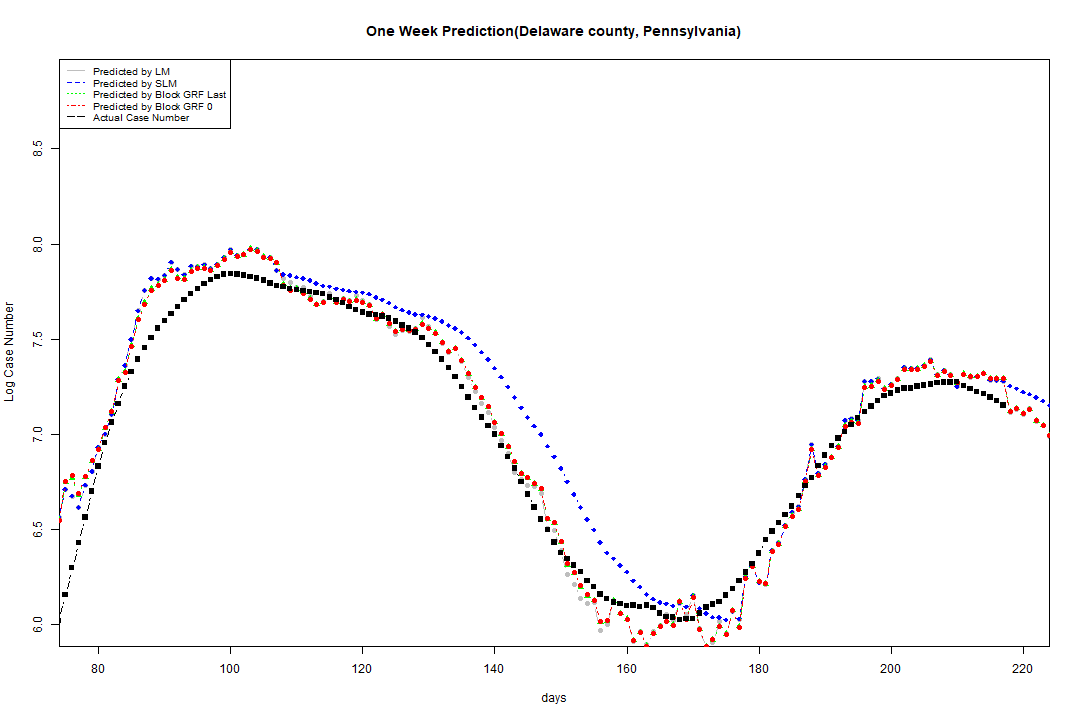 One Week Prediction(Delaware county, Pennsylvania)
Predicted by LM
Predicted by SLM
Predicted by Block GRF Last
Predicted by Block GRF 0
Actual Case Number
8.5
8.0
7.5
7.0
6.5
6.0
Log Case Number
80 100 120 140 160 180 200 220
days